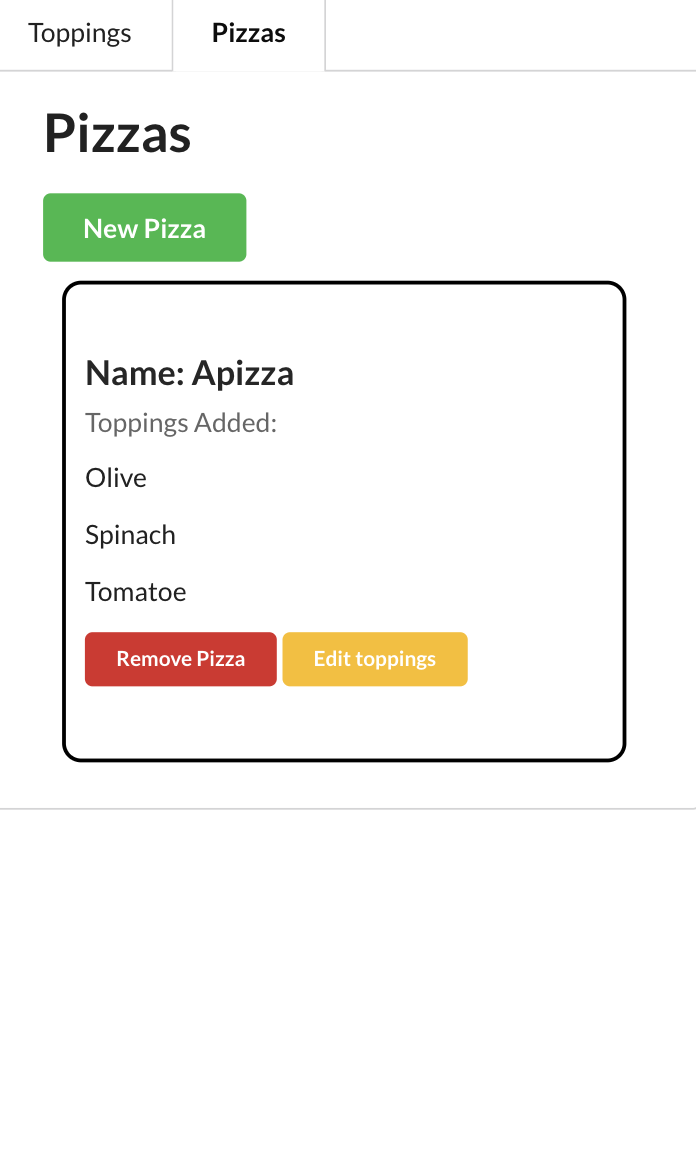 Toppings Pizzas
Pizzas
New Pizza
Name: Apizza
Toppings Added:
Olive
Spinach
Tomatoe
Remove Pizza Edit toppings